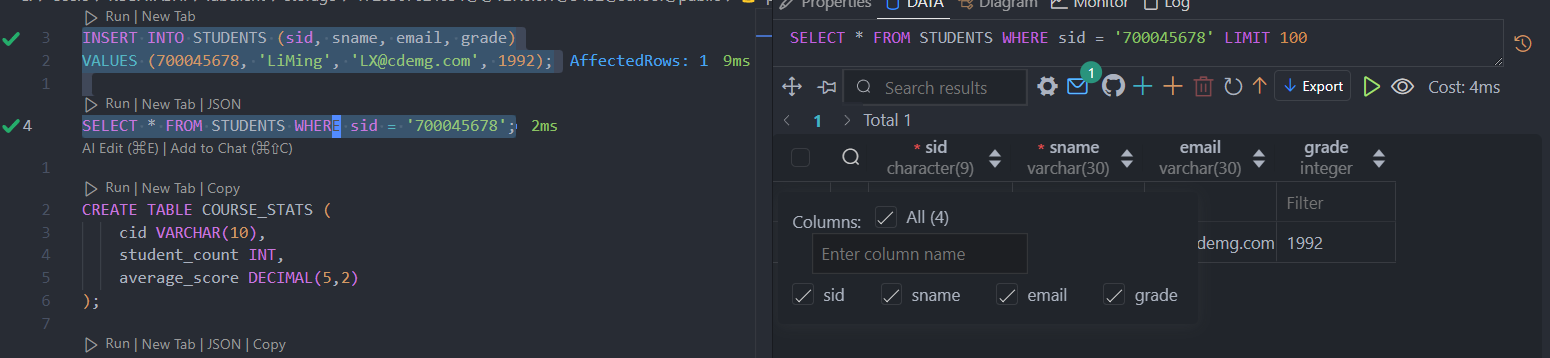 Run | New Tab
3 INSERT INTO STUDENTS (sid, sname, email, grade)
2 VALUES (700045678, 'LiMing', 'LX@cdemg.com', 1992); AffectedRows: 1 9ms
1
Run | New Tab | JSON
4 SELECT * FROM STUDENTS WHERE sid = '700045678'; 2ms
AI Edit (⌘E) | Add to Chat (⌘⇧C)
1
Run | New Tab | Copy
2 CREATE TABLE COURSE_STATS (
3 cid VARCHAR(10),
4 student_count INT,
5 average_score DECIMAL(5,2)
6 );
7
Run | New Tab | JSON | Copy
Properties DATA Diagram Monitor Log
SELECT * FROM STUDENTS WHERE sid = '700045678' LIMIT 100
Search results 1 Export Cost: 4ms
1 Total 1
* sid * sname email grade
character(9) varchar(30) varchar(30) integer
Filter
Columns: All (4)
demg.com 1992
Enter column name
sid sname email grade